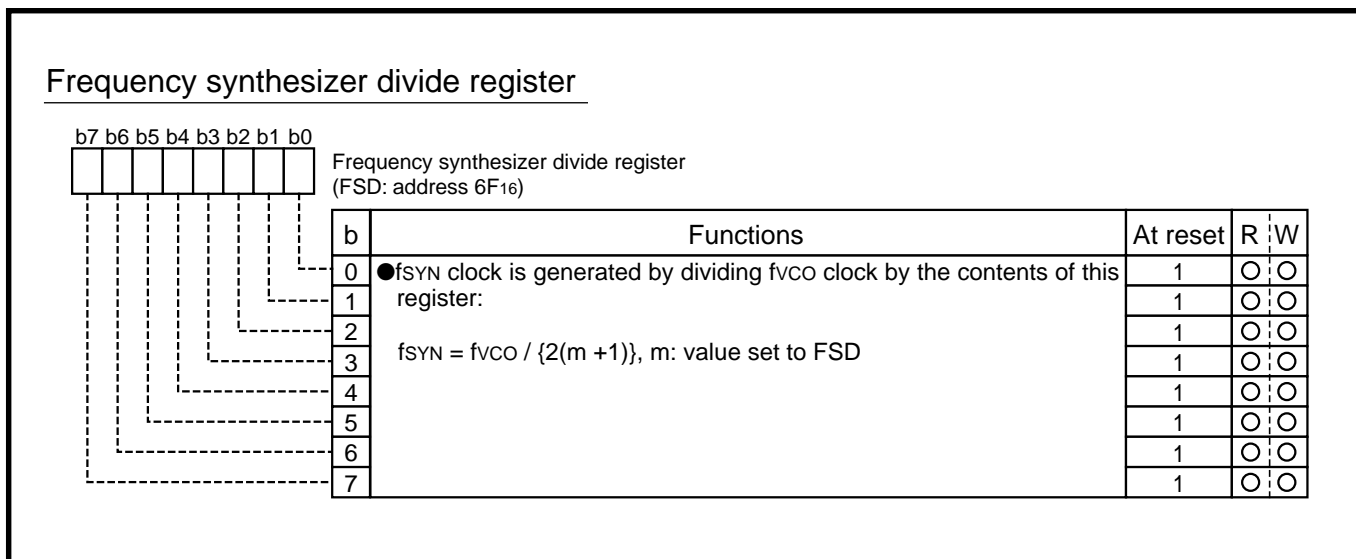 Frequency synthesizer divide register
b7 b6 b5 b4 b3 b2 b1 b0
Frequency synthesizer divide register
(FSD: address 6F16)
b Functions At reset R W
0 ●fSYN clock is generated by dividing fVCO clock by the contents of this 1 O O
1 register: 1 O O
2 1 O O
3 fSYN = fVCO / {2(m +1)}, m: value set to FSD 1 O O
4 1 O O
5 1 O O
6 1 O O
7 1 O O